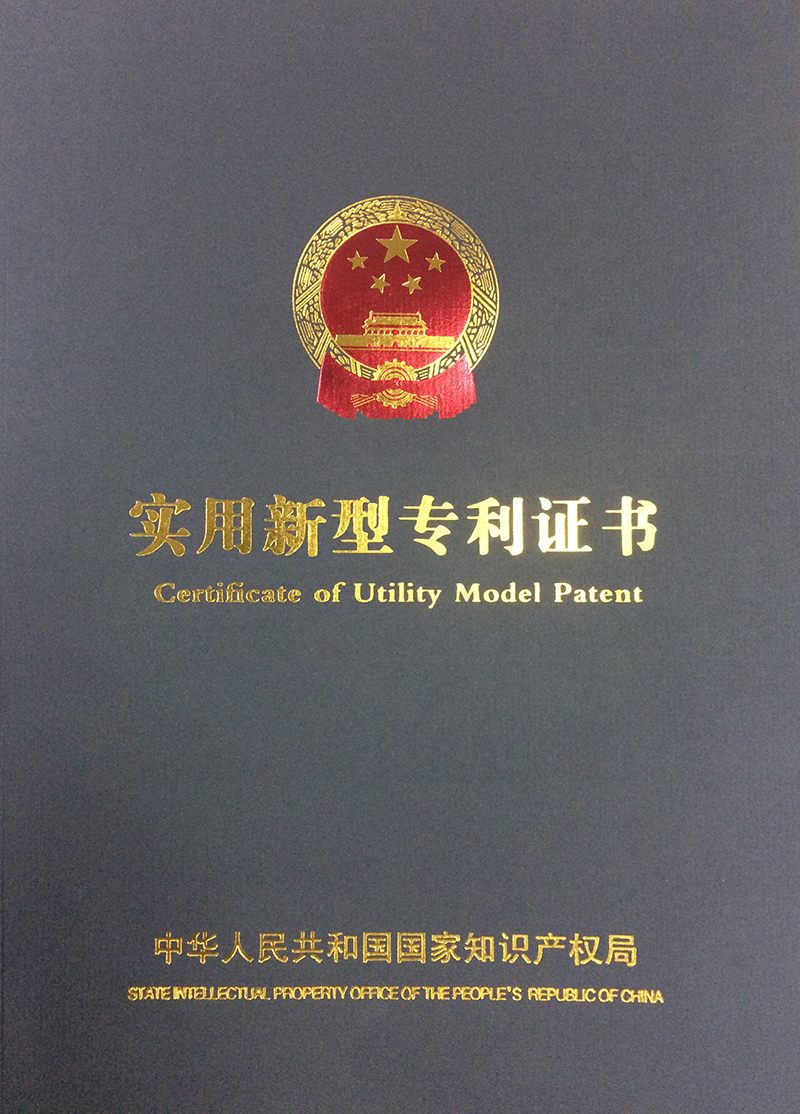 实用新型专利证书
Certificate of Utility Model Patent
中华人民共和国国家知识产权局
STATE INTELLECTUAL PROPERTY OFFICE OF THE PEOPLE'S REPUBLIC OF CHINA